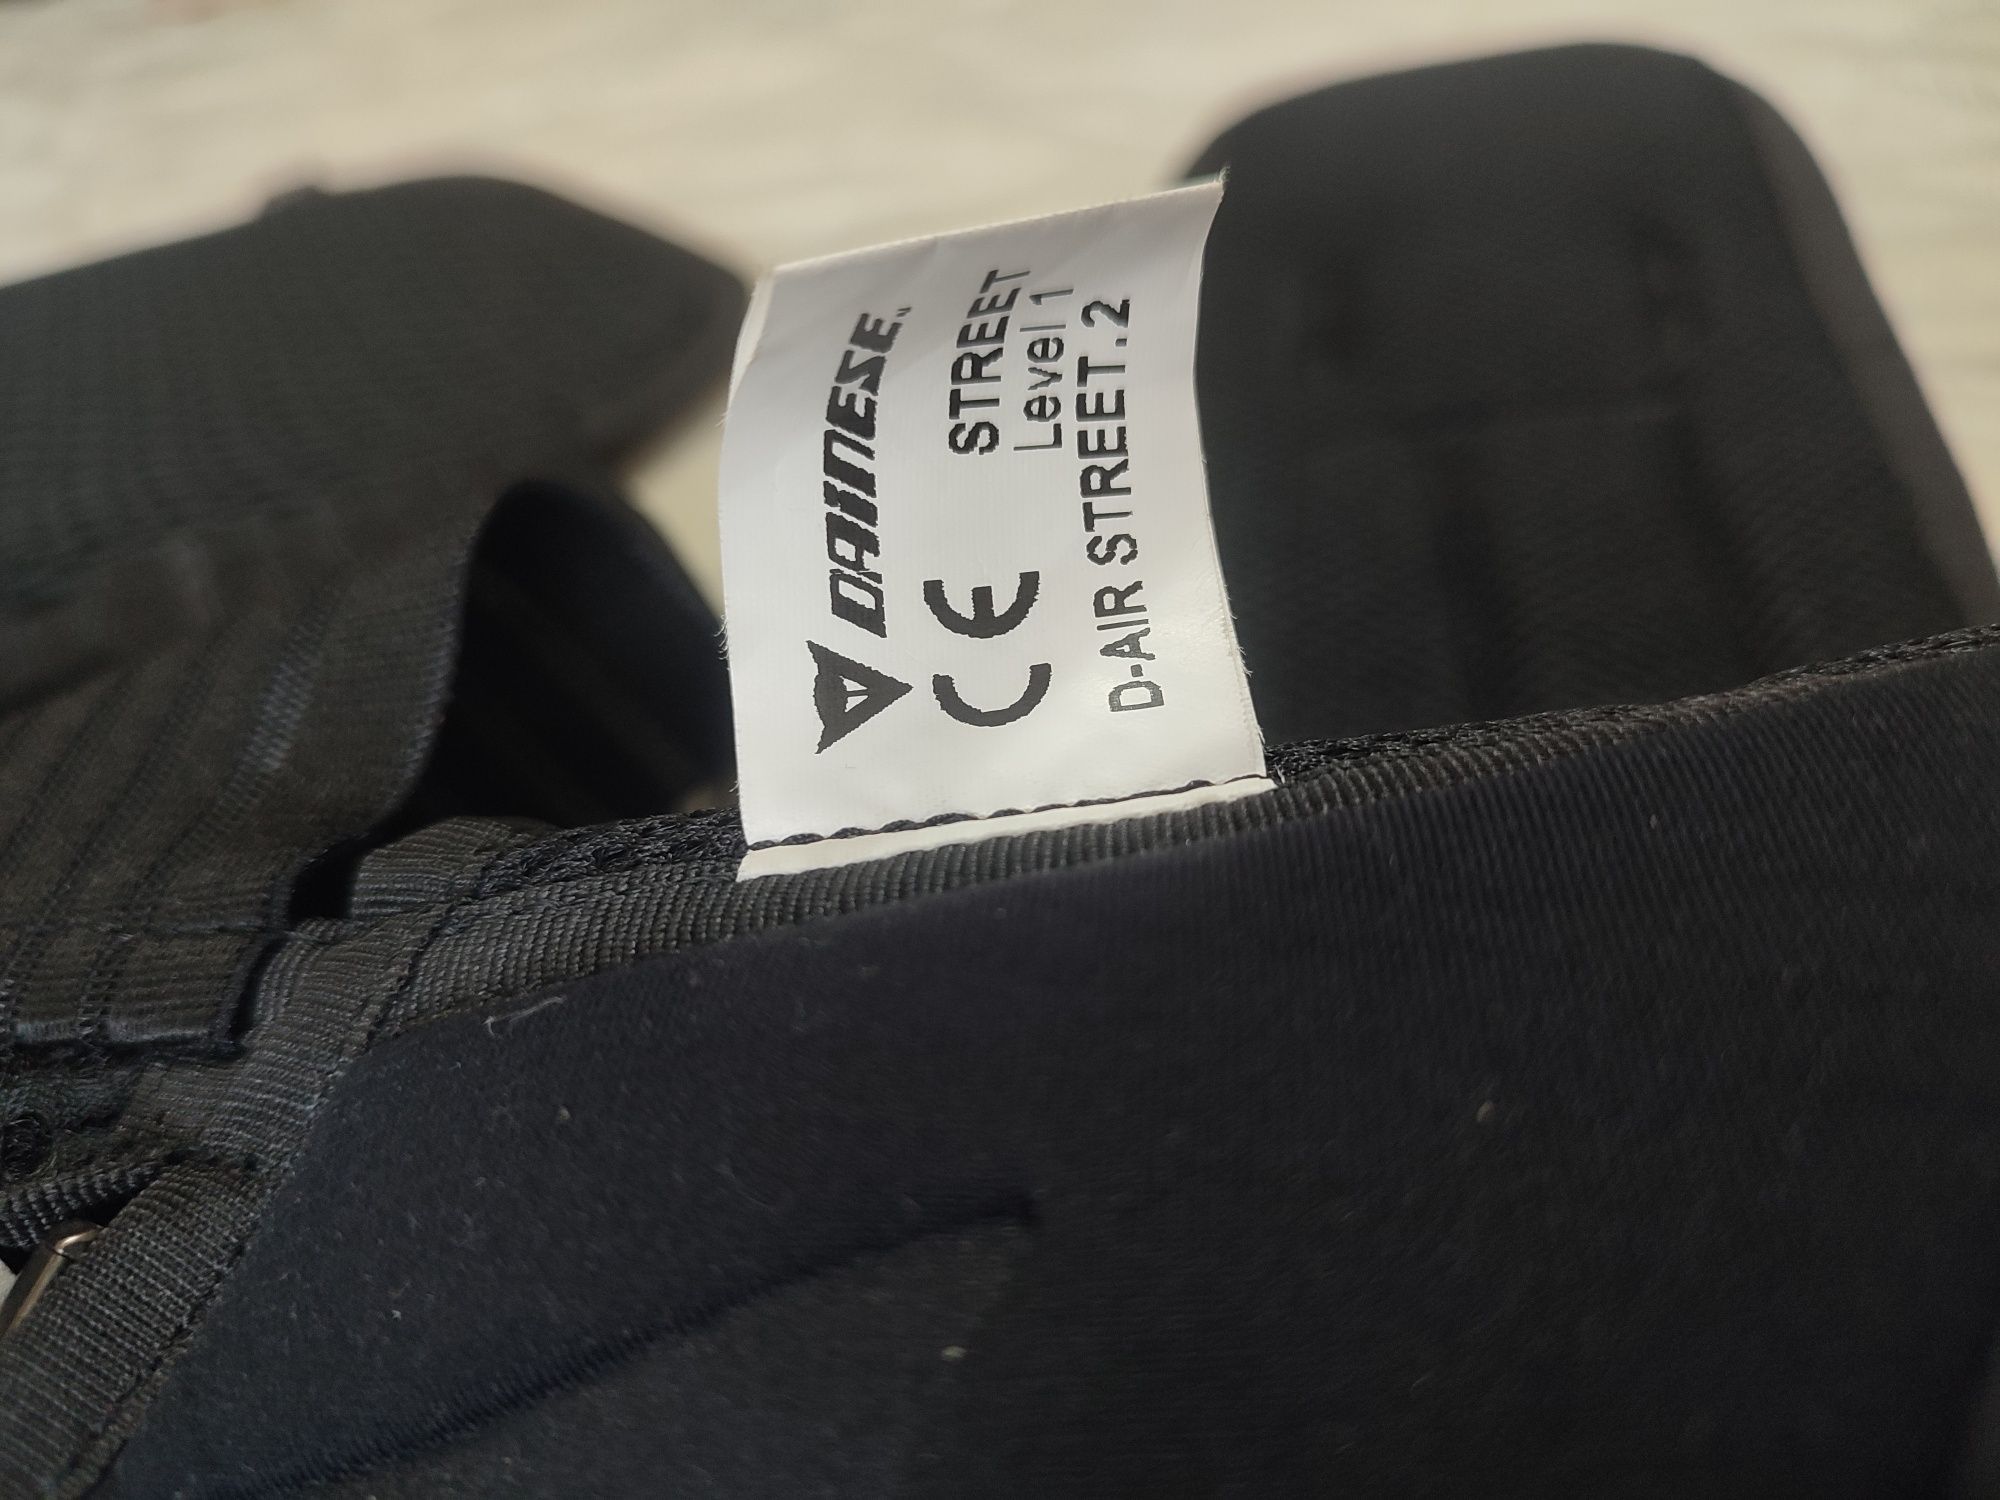 DAINESE
CE STREET
Level 1
D-AIR STREET.2